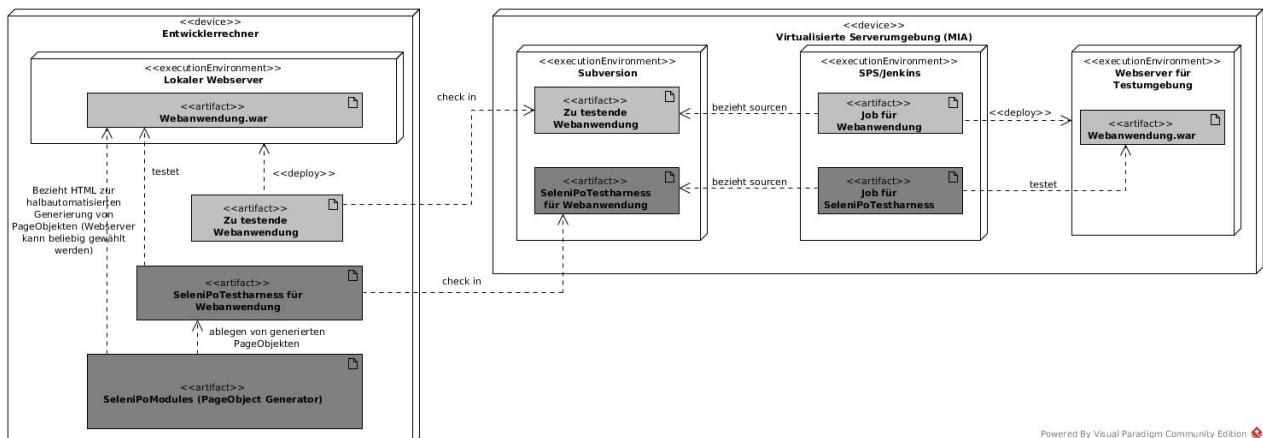 <<device>>
Entwicklerrechner
<<executionEnvironment>>
Lokaler Webserver
<<artifact>>
Webanwendung.war
Bezieht HTML zur
halbautomatisierten
Generierung von
PageObjekten (Webserver
kann beliebig gewählt
werden)
testet
<<deploy>>
<<artifact>>
Zu testende
Webanwendung
<<artifact>>
SeleniPoTestharness für
Webanwendung
ablegen von generierten
PageObjekten
<<artifact>>
SeleniPoModules (PageObject Generator)
check in
check in
<<device>>
Virtualisierte Serverumgebung (MIA)
<<executionEnvironment>>
Subversion
<<artifact>>
Zu testende
Webanwendung
<<artifact>>
SeleniPoTestharness
für Webanwendung
bezieht sourcen
bezieht sourcen
<<executionEnvironment>>
SPS/Jenkins
<<artifact>>
Job für
Webanwendung
<<artifact>>
Job für
SeleniPoTestharness
<<deploy>>
testet
<<executionEnvironment>>
Webserver für
Testumgebung
<<artifact>>
Webanwendung.war
Powered By Visual Paradigm Community Edition